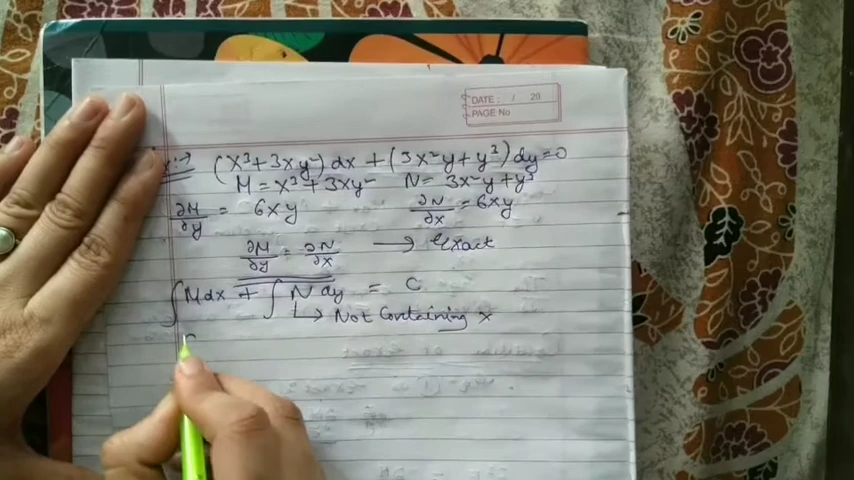 DATE: / 20
PAGE No
(x³+3xy²)dx + (3x²y+y³)dy=0
M = x³+3xy² N = 3x²y+y³
∂M/∂y = 6xy ∂N/∂x = 6xy
∂M/∂y = ∂N/∂x → Exact
∫Mdx + ∫N dy = C
↳ Not Containing x